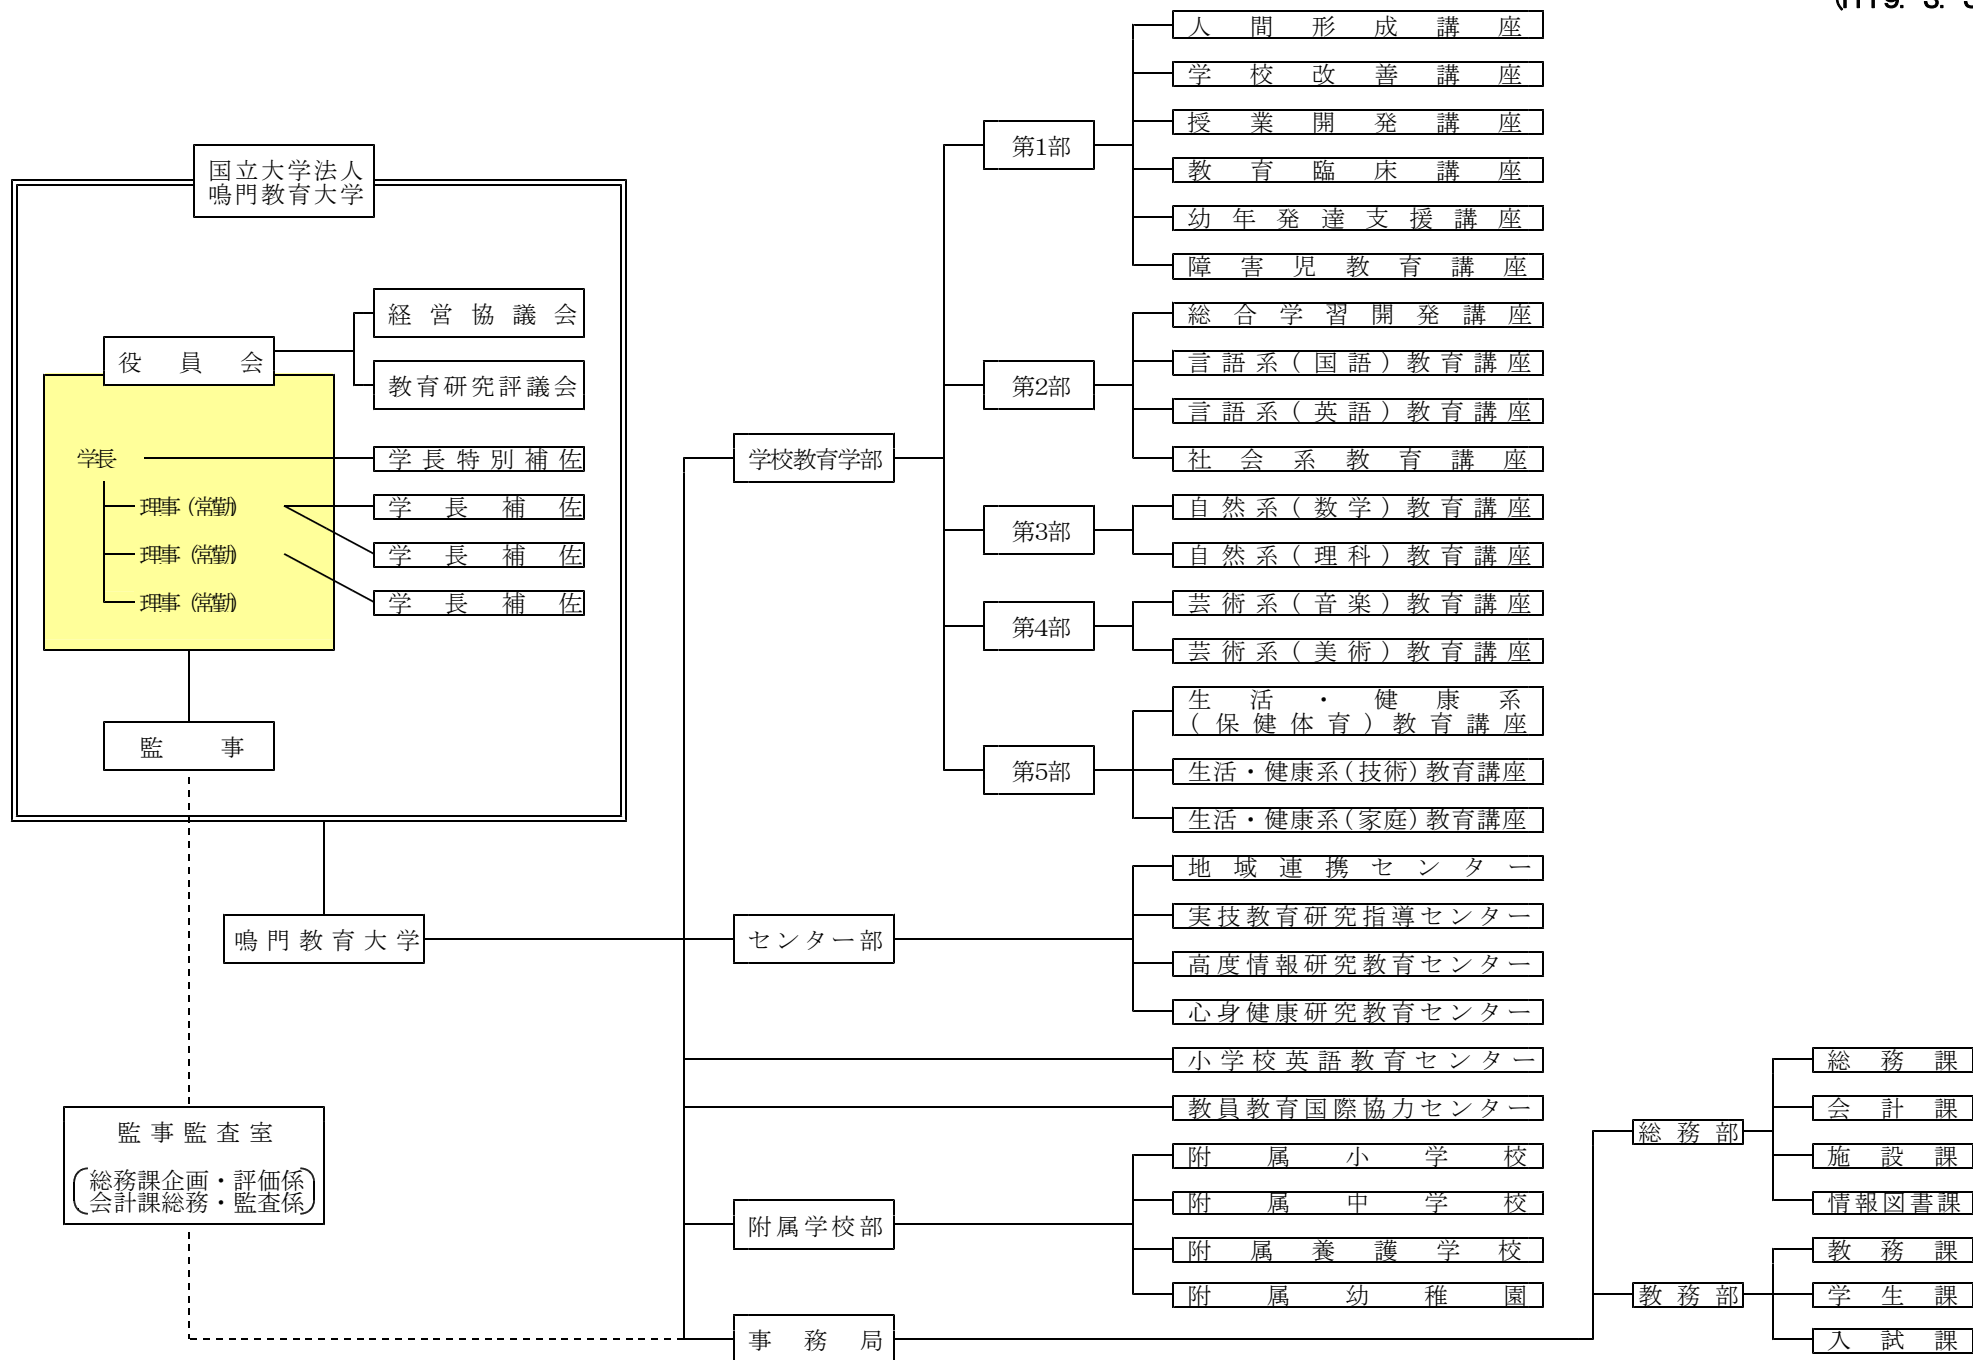 国立大学法人
鳴門教育大学
役員会
経営協議会
教育研究評議会
学長
学長特別補佐
理事（常勤）
学長補佐
理事（常勤）
学長補佐
理事（常勤）
学長補佐
監事
鳴門教育大学
監事監査室
総務課企画・評価係
会計課総務・監査係
学校教育学部
第1部
人間形成講座
学校改善講座
授業開発講座
教育臨床講座
幼年発達支援講座
障害児教育講座
第2部
総合学習開発講座
言語系（国語）教育講座
言語系（英語）教育講座
社会系教育講座
第3部
自然系（数学）教育講座
自然系（理科）教育講座
第4部
芸術系（音楽）教育講座
芸術系（美術）教育講座
第5部
生活・健康系
（保健体育）教育講座
生活・健康系（技術）教育講座
生活・健康系（家庭）教育講座
センター部
地域連携センター
実技教育研究指導センター
高度情報研究教育センター
心身健康研究教育センター
小学校英語教育センター
教員教育国際協力センター
附属学校部
附属小学校
附属中学校
附属養護学校
附属幼稚園
事務局
総務部
総務課
会計課
施設課
情報図書課
教務部
教務課
学生課
入試課